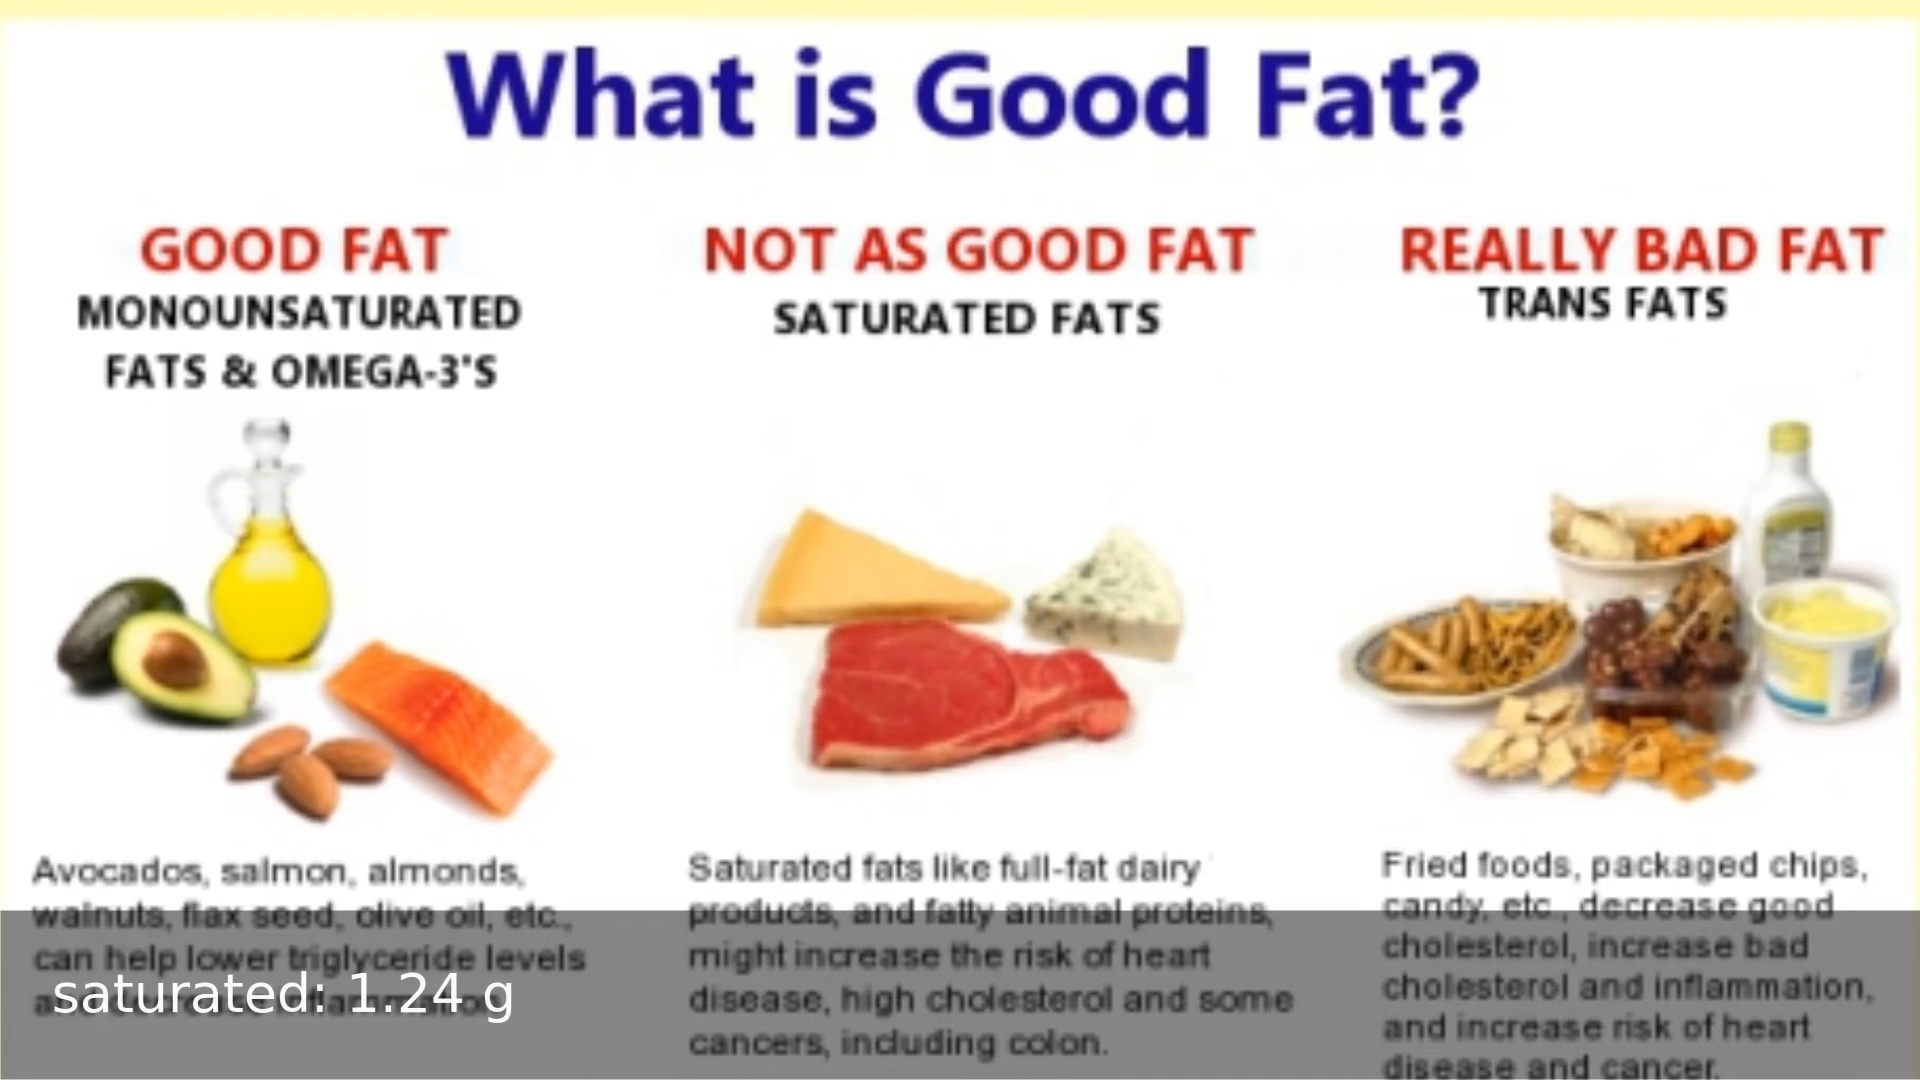 What is Good Fat?
GOOD FAT
MONOUNSATURATED
FATS & OMEGA-3'S
Avocados, salmon, almonds,
walnuts, flax seed, olive oil, etc.,
can help lower triglyceride levels
NOT AS GOOD FAT
SATURATED FATS
Saturated fats like full-fat dairy
products, and fatty animal proteins,
might increase the risk of heart
disease, high cholesterol and some
cancers, including colon.
REALLY BAD FAT
TRANS FATS
Fried foods, packaged chips,
candy, etc., decrease good
cholesterol, increase bad
cholesterol and inflammation,
and increase risk of heart
disease and cancer.
saturated: 1.24 g